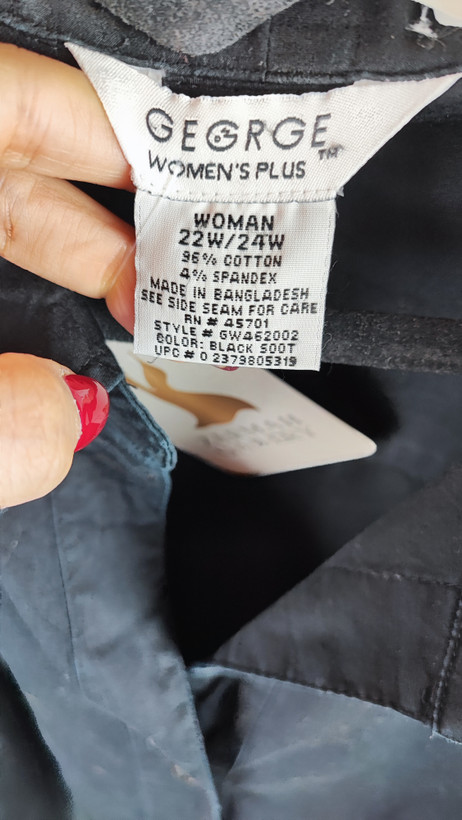 GEORGE
WOMEN'S PLUS ™
WOMAN
22W/24W
96% COTTON
4% SPANDEX
MADE IN BANGLADESH
SEE SIDE SEAM FOR CARE
RN # 45701
STYLE # GW462002
COLOR: BLACK SOOT
UPC # 0 2379805319